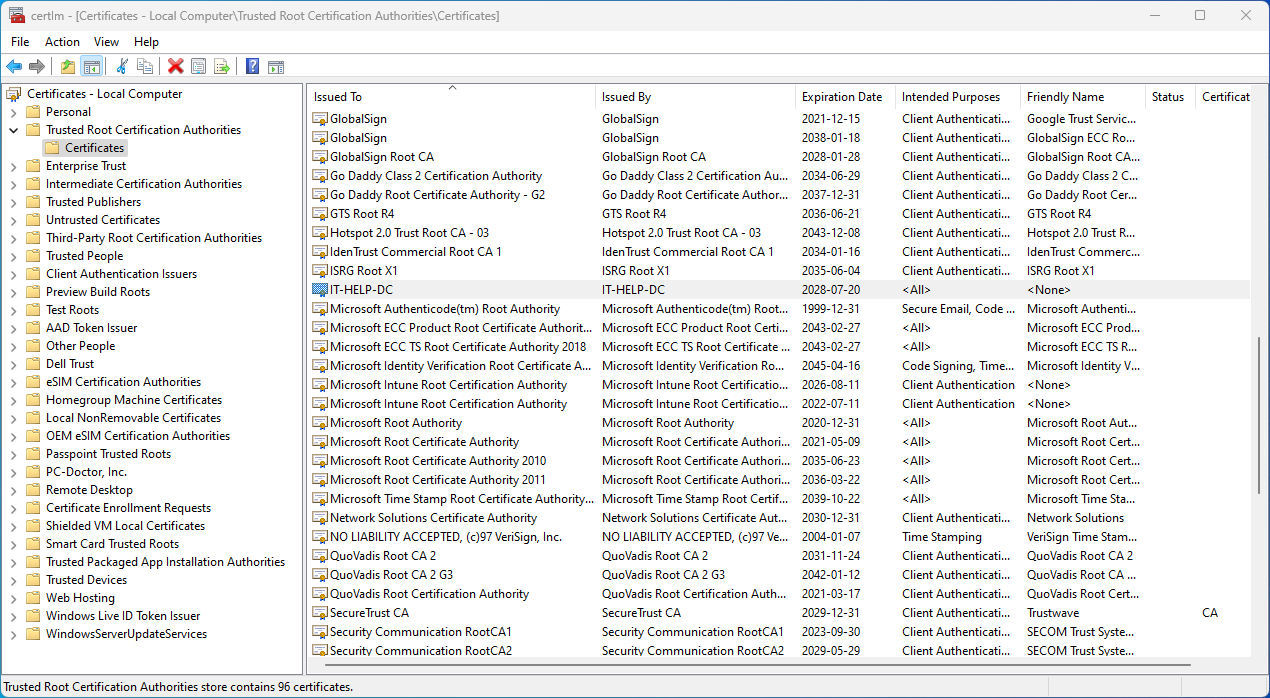 certlm - [Certificates - Local Computer\Trusted Root Certification Authorities\Certificates]
File Action View Help
Certificates - Local Computer
Personal
Trusted Root Certification Authorities
Certificates
Enterprise Trust
Intermediate Certification Authorities
Trusted Publishers
Untrusted Certificates
Third-Party Root Certification Authorities
Trusted People
Client Authentication Issuers
Preview Build Roots
Test Roots
AAD Token Issuer
Other People
Dell Trust
eSIM Certification Authorities
Homegroup Machine Certificates
Local NonRemovable Certificates
OEM eSIM Certification Authorities
Passpoint Trusted Roots
PC-Doctor, Inc.
Remote Desktop
Certificate Enrollment Requests
Shielded VM Local Certificates
Smart Card Trusted Roots
Trusted Packaged App Installation Authorities
Trusted Devices
Web Hosting
Windows Live ID Token Issuer
WindowsServerUpdateServices
Issued To Issued By Expiration Date Intended Purposes Friendly Name Status Certificat
GlobalSign GlobalSign 2021-12-15 Client Authenticati... Google Trust Servic...
GlobalSign GlobalSign 2038-01-18 Client Authenticati... GlobalSign ECC Ro...
GlobalSign Root CA GlobalSign Root CA 2028-01-28 Client Authenticati... GlobalSign Root CA...
Go Daddy Class 2 Certification Authority Go Daddy Class 2 Certification Au... 2034-06-29 Client Authenticati... Go Daddy Class 2 C...
Go Daddy Root Certificate Authority - G2 Go Daddy Root Certificate Author... 2037-12-31 Client Authenticati... Go Daddy Root Cer...
GTS Root R4 GTS Root R4 2036-06-21 Client Authenticati... GTS Root R4
Hotspot 2.0 Trust Root CA - 03 Hotspot 2.0 Trust Root CA - 03 2043-12-08 Client Authenticati... Hotspot 2.0 Trust R...
IdenTrust Commercial Root CA 1 IdenTrust Commercial Root CA 1 2034-01-16 Client Authenticati... IdenTrust Commerc...
ISRG Root X1 ISRG Root X1 2035-06-04 Client Authenticati... ISRG Root X1
IT-HELP-DC IT-HELP-DC 2028-07-20 <All> <None>
Microsoft Authenticode(tm) Root Authority Microsoft Authenticode(tm) Root... 1999-12-31 Secure Email, Code ... Microsoft Authenti...
Microsoft ECC Product Root Certificate Authorit... Microsoft ECC Product Root Certi... 2043-02-27 <All> Microsoft ECC Prod...
Microsoft ECC TS Root Certificate Authority 2018 Microsoft ECC TS Root Certificate ... 2043-02-27 <All> Microsoft ECC TS R...
Microsoft Identity Verification Root Certificate A... Microsoft Identity Verification Ro... 2045-04-16 Code Signing, Time... Microsoft Identity V...
Microsoft Intune Root Certification Authority Microsoft Intune Root Certificatio... 2026-08-11 Client Authentication <None>
Microsoft Intune Root Certification Authority Microsoft Intune Root Certificatio... 2022-07-11 Client Authentication <None>
Microsoft Root Authority Microsoft Root Authority 2020-12-31 <All> Microsoft Root Aut...
Microsoft Root Certificate Authority Microsoft Root Certificate Authori... 2021-05-09 <All> Microsoft Root Cert...
Microsoft Root Certificate Authority 2010 Microsoft Root Certificate Authori... 2035-06-23 <All> Microsoft Root Cert...
Microsoft Root Certificate Authority 2011 Microsoft Root Certificate Authori... 2036-03-22 <All> Microsoft Root Cert...
Microsoft Time Stamp Root Certificate Authority... Microsoft Time Stamp Root Certif... 2039-10-22 <All> Microsoft Time Sta...
Network Solutions Certificate Authority Network Solutions Certificate Aut... 2030-12-31 Client Authenticati... Network Solutions
NO LIABILITY ACCEPTED, (c)97 VeriSign, Inc. NO LIABILITY ACCEPTED, (c)97 Ve... 2004-01-07 Time Stamping VeriSign Time Stam...
QuoVadis Root CA 2 QuoVadis Root CA 2 2031-11-24 Client Authenticati... QuoVadis Root CA 2
QuoVadis Root CA 2 G3 QuoVadis Root CA 2 G3 2042-01-12 Client Authenticati... QuoVadis Root CA ...
QuoVadis Root Certification Authority QuoVadis Root Certification Auth... 2021-03-17 Client Authenticati... QuoVadis Root Cert...
SecureTrust CA SecureTrust CA 2029-12-31 Client Authenticati... Trustwave CA
Security Communication RootCA1 Security Communication RootCA1 2023-09-30 Client Authenticati... SECOM Trust Syste...
Security Communication RootCA2 Security Communication RootCA2 2029-05-29 Client Authenticati... SECOM Trust Syste...
Trusted Root Certification Authorities store contains 96 certificates.